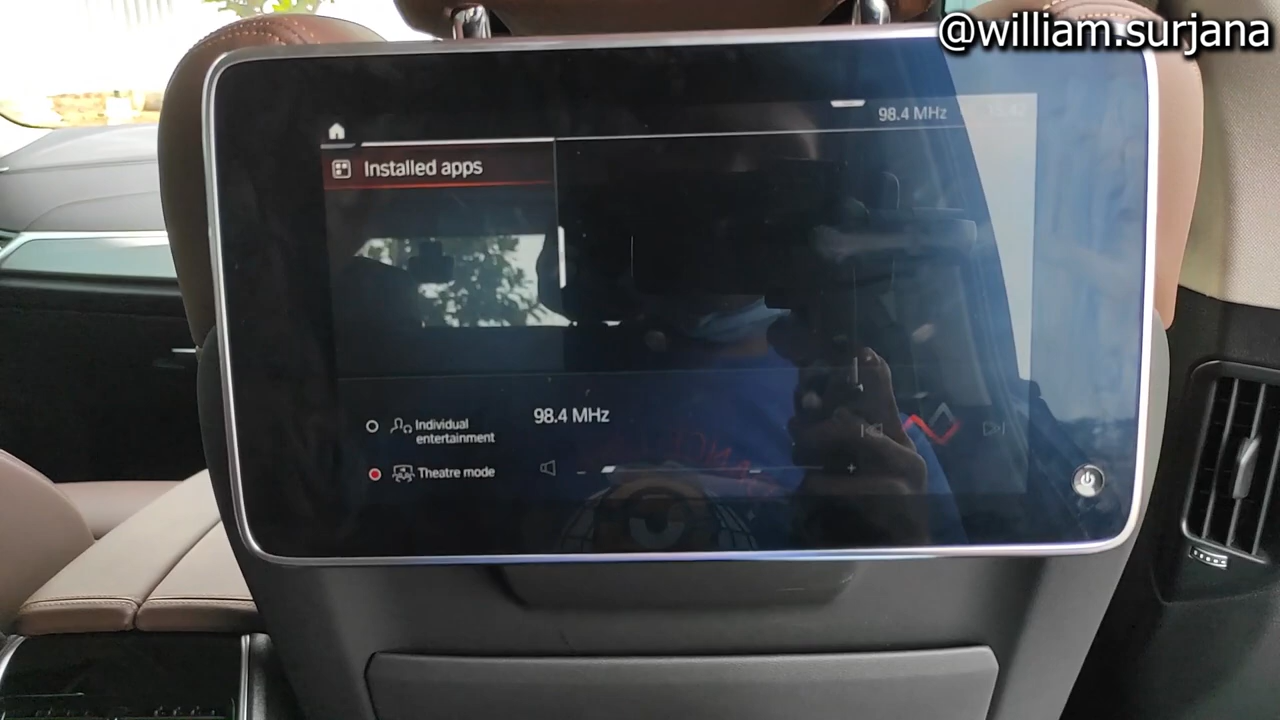 @william.surjana
98.4 MHz
Installed apps
98.4 MHz
Individual
entertainment
Theatre mode